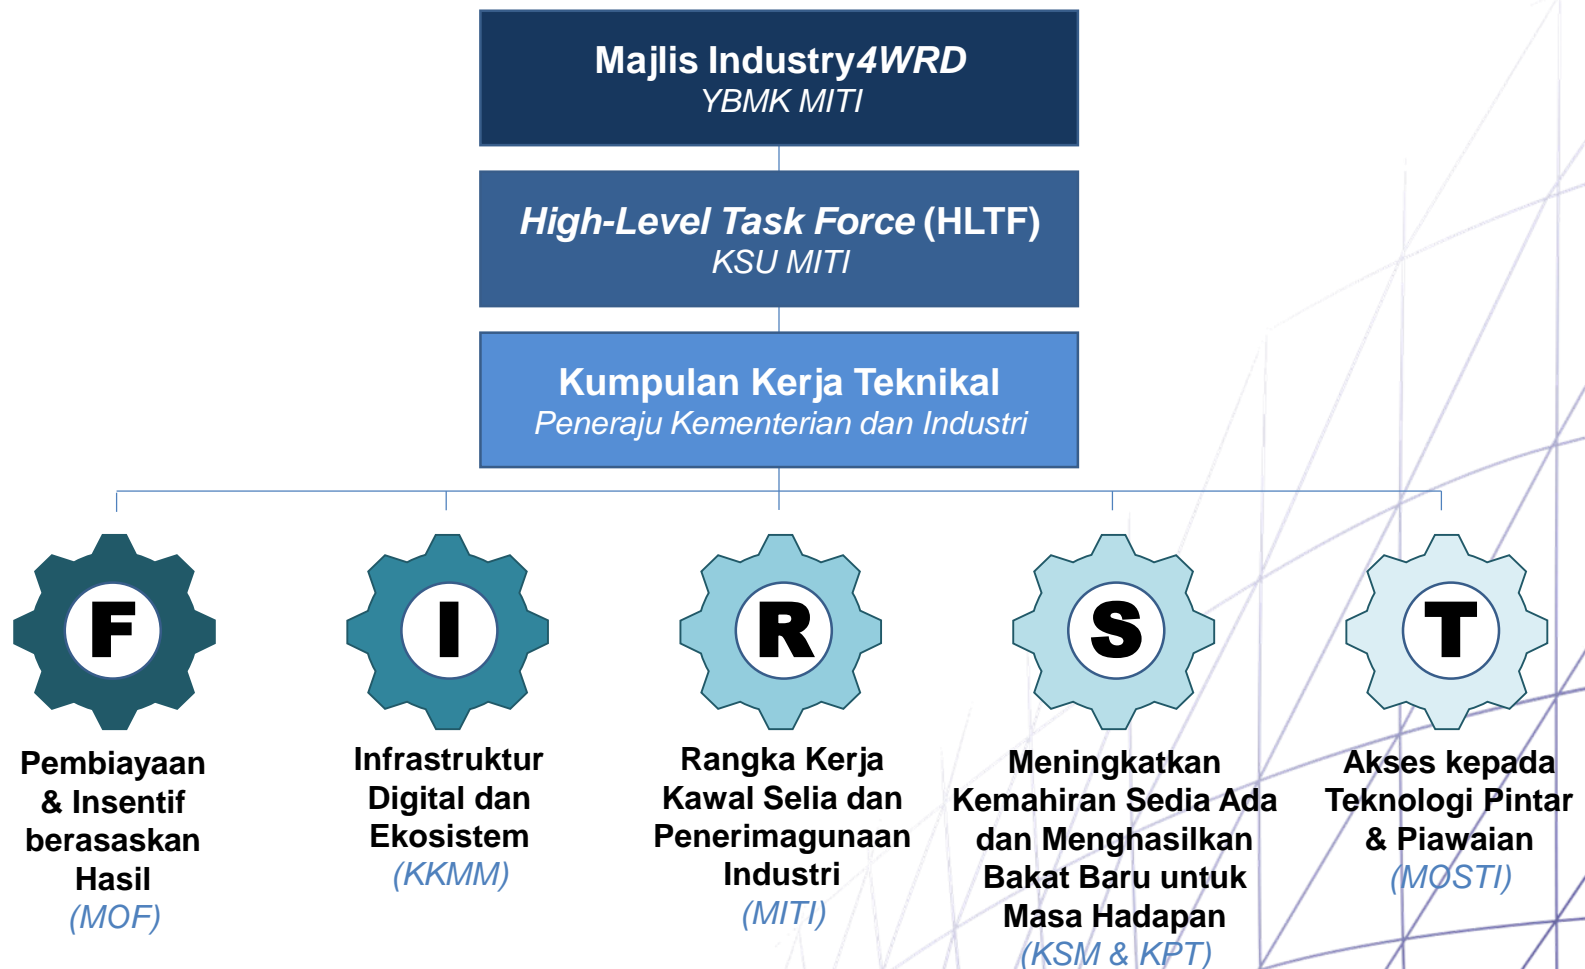 Majlis Industry4WRD
YBMK MITI
High-Level Task Force (HLTF)
KSU MITI
Kumpulan Kerja Teknikal
Peneraju Kementerian dan Industri
F
Pembiayaan
& Insentif
berasaskan
Hasil
(MOF)
I
Infrastruktur
Digital dan
Ekosistem
(KKMM)
R
Rangka Kerja
Kawal Selia dan
Penerimagunaan
Industri
(MITI)
S
Meningkatkan
Kemahiran Sedia Ada
dan Menghasilkan
Bakat Baru untuk
Masa Hadapan
(KSM & KPT)
T
Akses kepada
Teknologi Pintar
& Piawaian
(MOSTI)